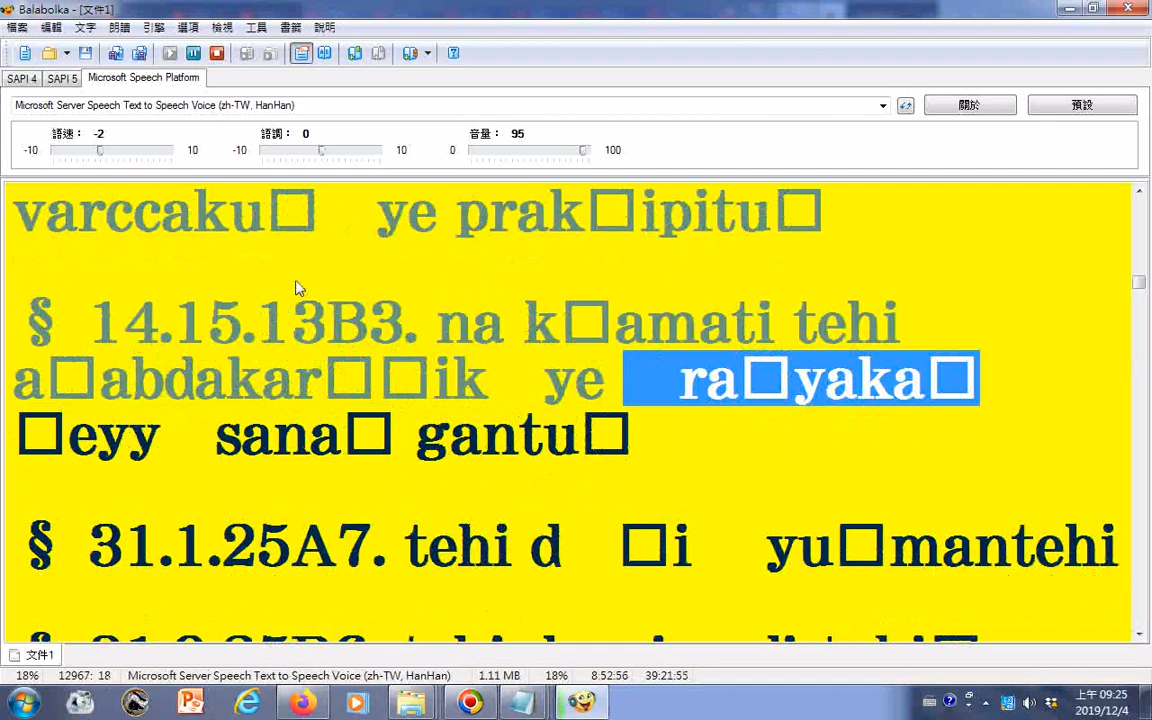 Balabolka - [文件1]
檔案 編輯 文字 朗讀 引擎 選項 檢視 工具 書籤 說明
SAPI 4 SAPI 5 Microsoft Speech Platform
Microsoft Server Speech Text to Speech Voice (zh-TW, HanHan) 關於 預設
語速： -2 語調： 0 音量： 95
-10 10 -10 10 0 100
varccaku□ ye prak□ipitu□
§ 14.15.13B3. na k□amati tehi
a□abdakar□□ik ye ra□yaka□
□eyy sana□ gantu□
§ 31.1.25A7. tehi d □i yu□mantehi
文件1
18% 12967: 18 Microsoft Server Speech Text to Speech Voice (zh-TW, HanHan) 1.11 MB 18% 8:52:56 39:21:55
上午 09:25
2019/12/4